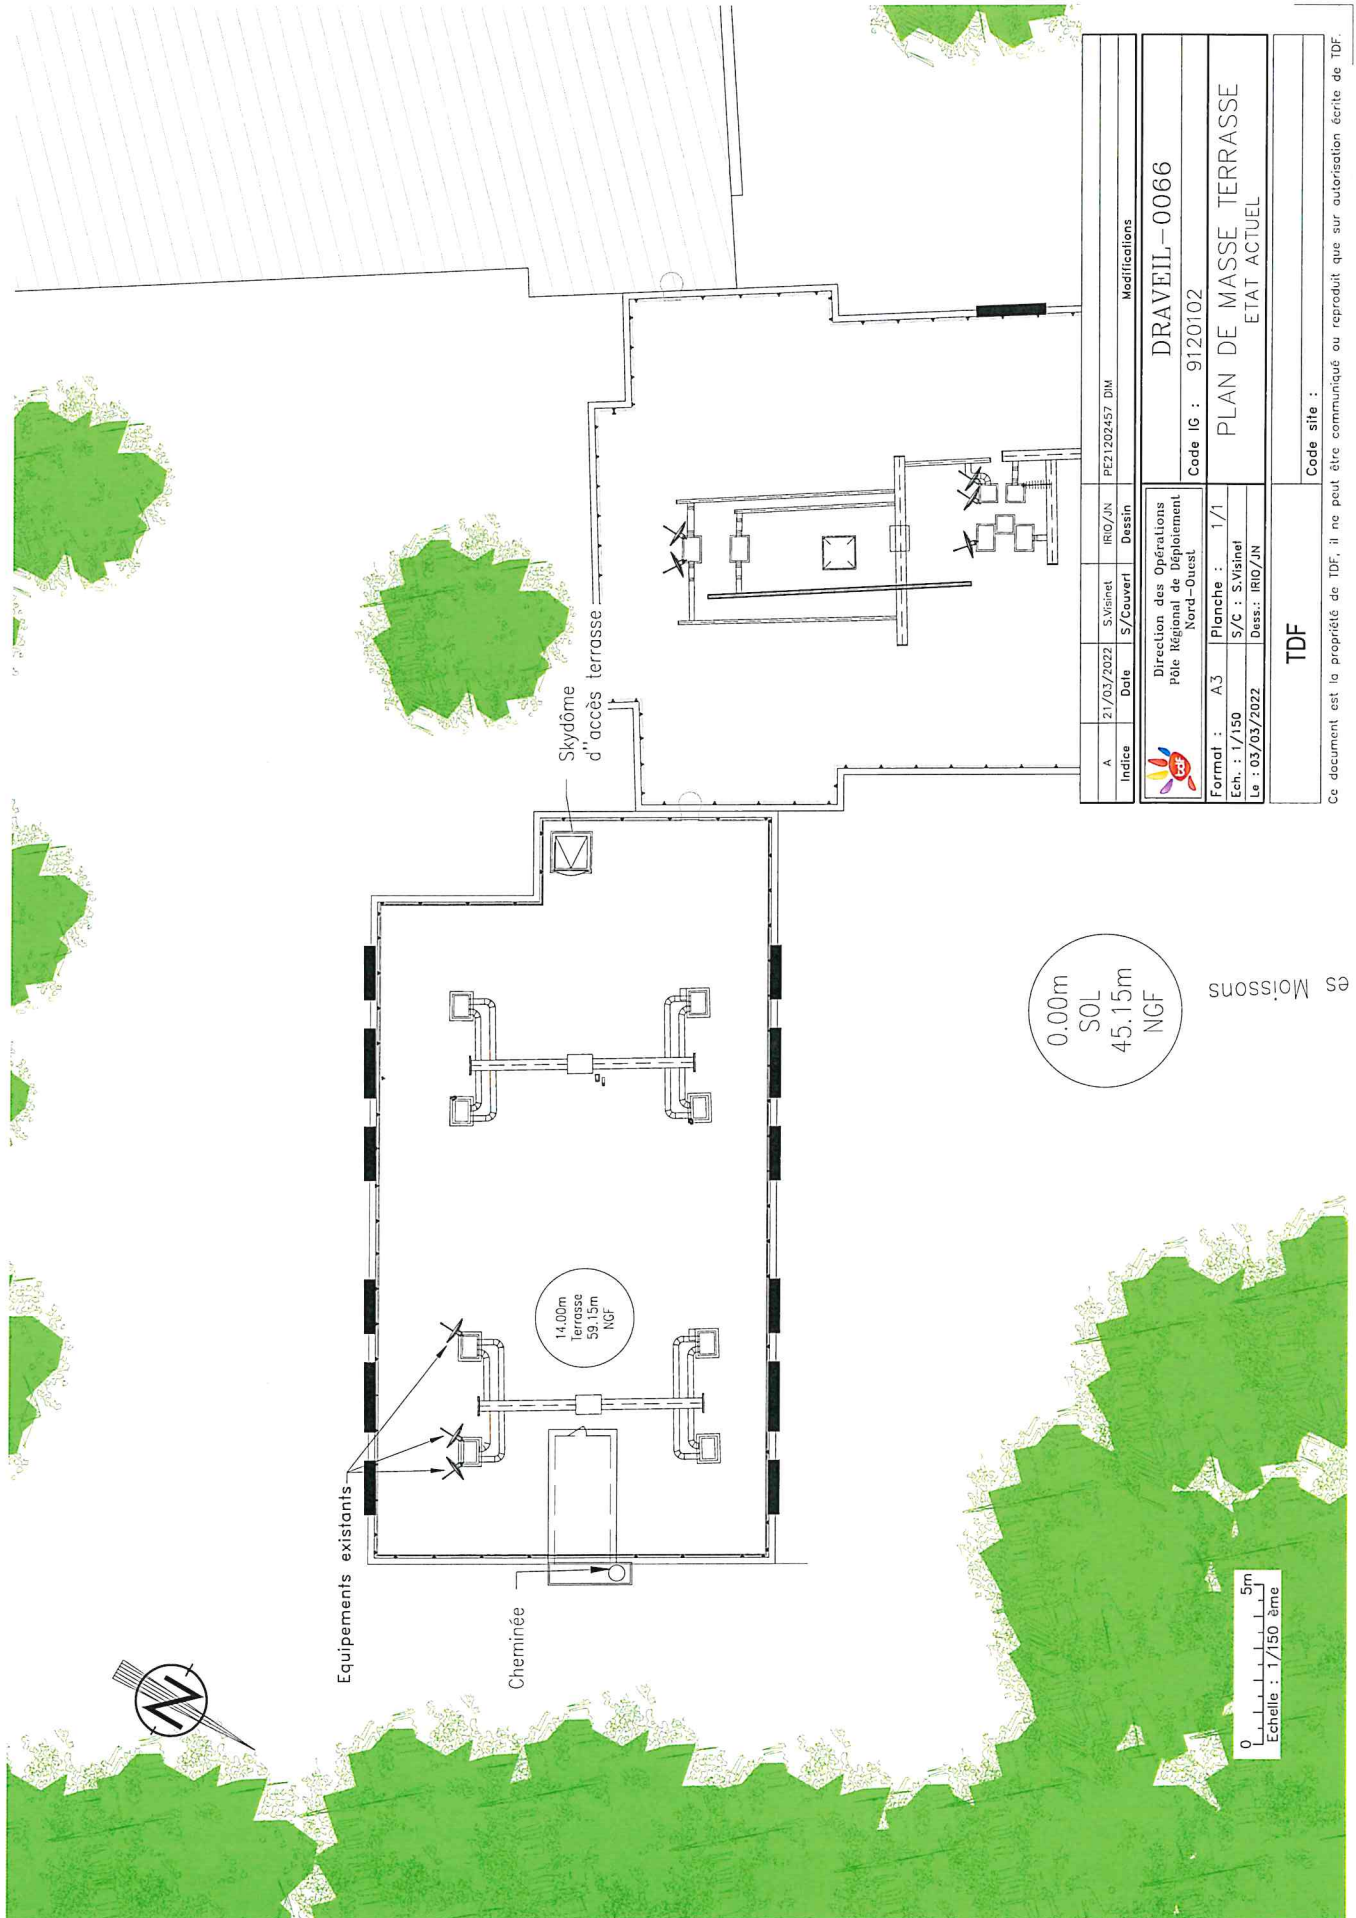 Equipements existants
Cheminée
14.00m
Terrasse
59.15m
NGF
Skydôme
d''accès terrasse
0.00m
SOL
45.15m
NGF
es Moissons
0 5m
Echelle : 1/150 ème
A 21/03/2022 S.Visinet IRIO/JN PE21202457 DIM
Indice Date S/Couvert Dessin Modifications
tdf
Direction des Opérations
Pôle Régional de Déploiement
Nord-Ouest
DRAVEIL-0066
Code IG : 9120102
Format : A3 Planche : 1/1
Ech. : 1/150 S/C : S.Visinet
Le : 03/03/2022 Dess.: IRIO/JN
PLAN DE MASSE TERRASSE
ETAT ACTUEL
TDF
Code site :
Ce document est la propriété de TDF, il ne peut être communiqué ou reproduit que sur autorisation écrite de TDF.
N